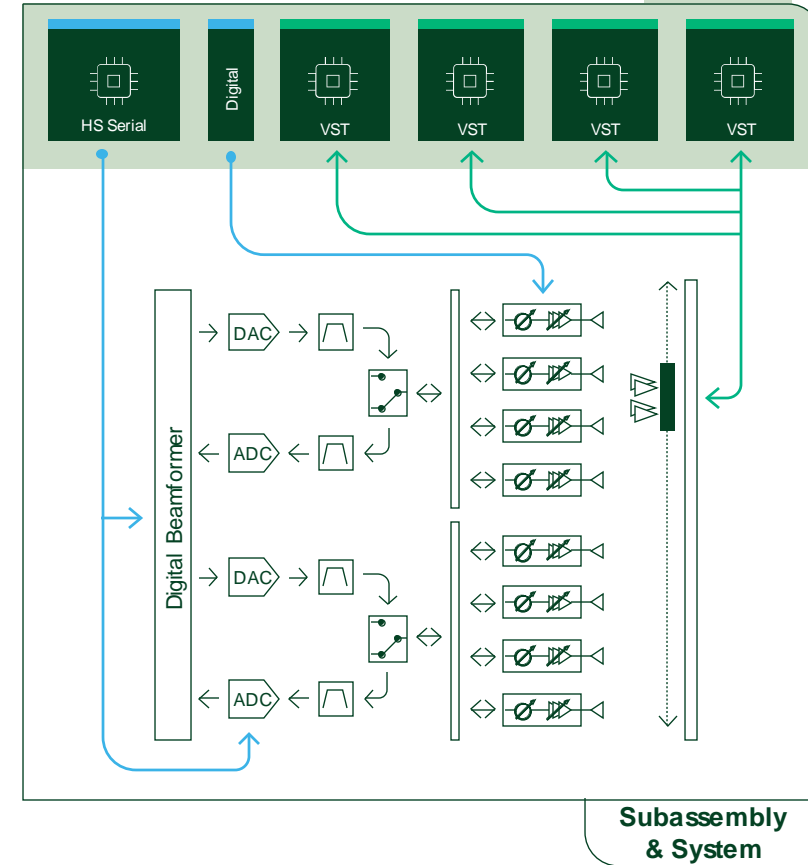 HS Serial
Digital
VST
VST
VST
VST
Digital Beamformer
DAC
ADC
DAC
ADC
Subassembly
& System